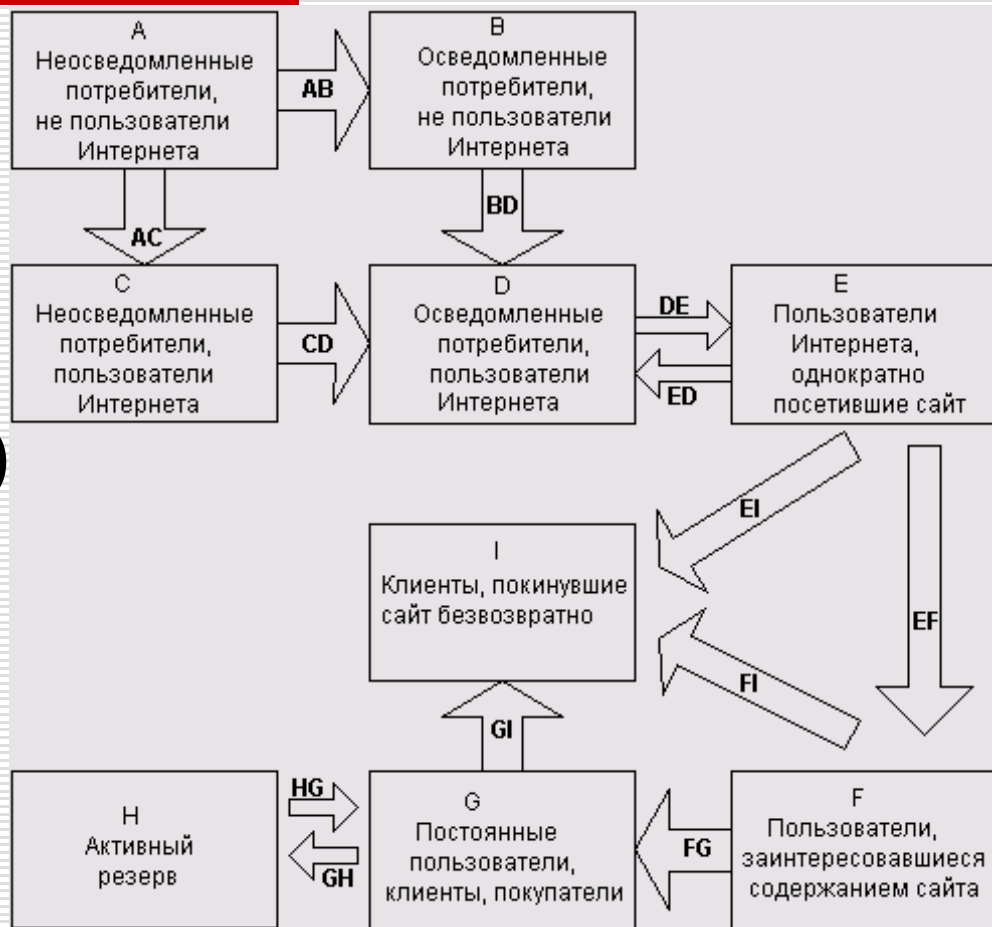 A
Неосведомленные
потребители,
не пользователи
Интернета
AB
B
Осведомленные
потребители,
не пользователи
Интернета
AC
BD
C
Неосведомленные
потребители,
пользователи
Интернета
CD
D
Осведомленные
потребители,
пользователи
Интернета
DE
ED
E
Пользователи
Интернета,
однократно
посетившие сайт
EI
I
Клиенты, покинувшие
сайт безвозвратно
EF
FI
GI
H
Активный
резерв
HG
GH
G
Постоянные
пользователи,
клиенты, покупатели
FG
F
Пользователи,
заинтересовавшиеся
содержанием сайта